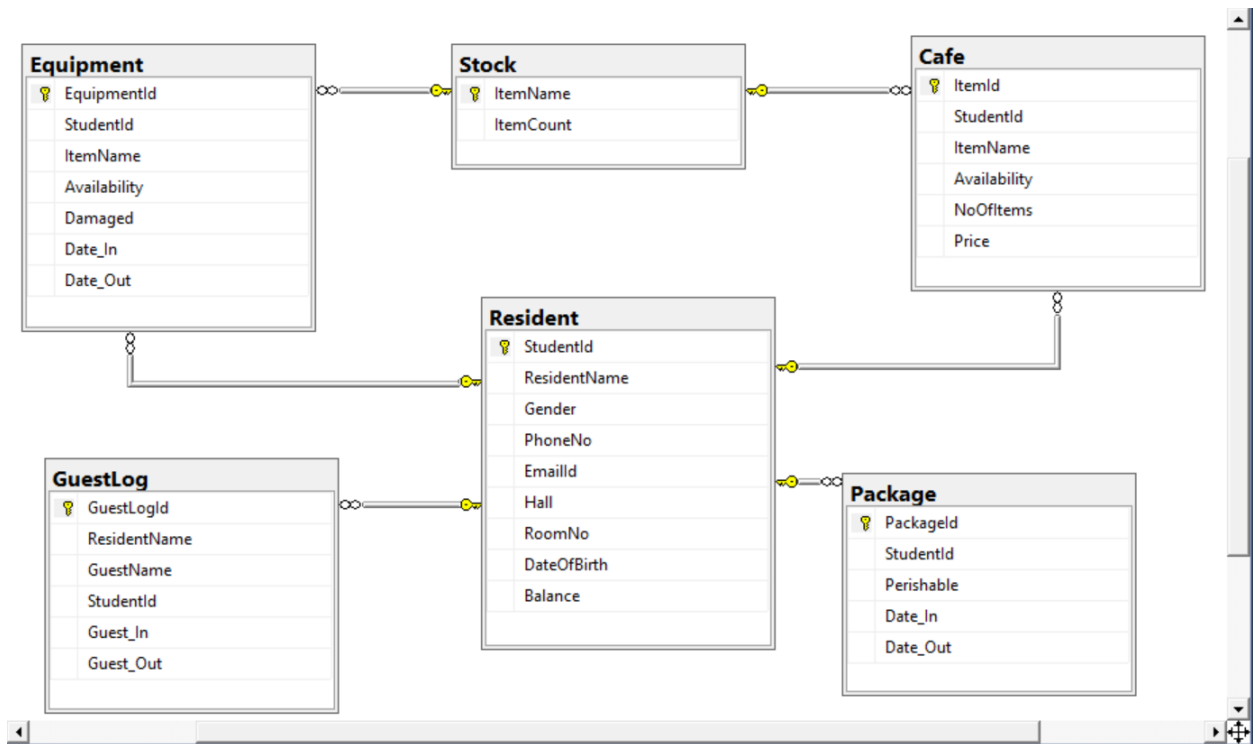 Equipment
EquipmentId
StudentId
ItemName
Availability
Damaged
Date_In
Date_Out
Stock
ItemName
ItemCount
Cafe
ItemId
StudentId
ItemName
Availability
NoOfItems
Price
Resident
StudentId
ResidentName
Gender
PhoneNo
EmailId
Hall
RoomNo
DateOfBirth
Balance
GuestLog
GuestLogId
ResidentName
GuestName
StudentId
Guest_In
Guest_Out
Package
PackageId
StudentId
Perishable
Date_In
Date_Out